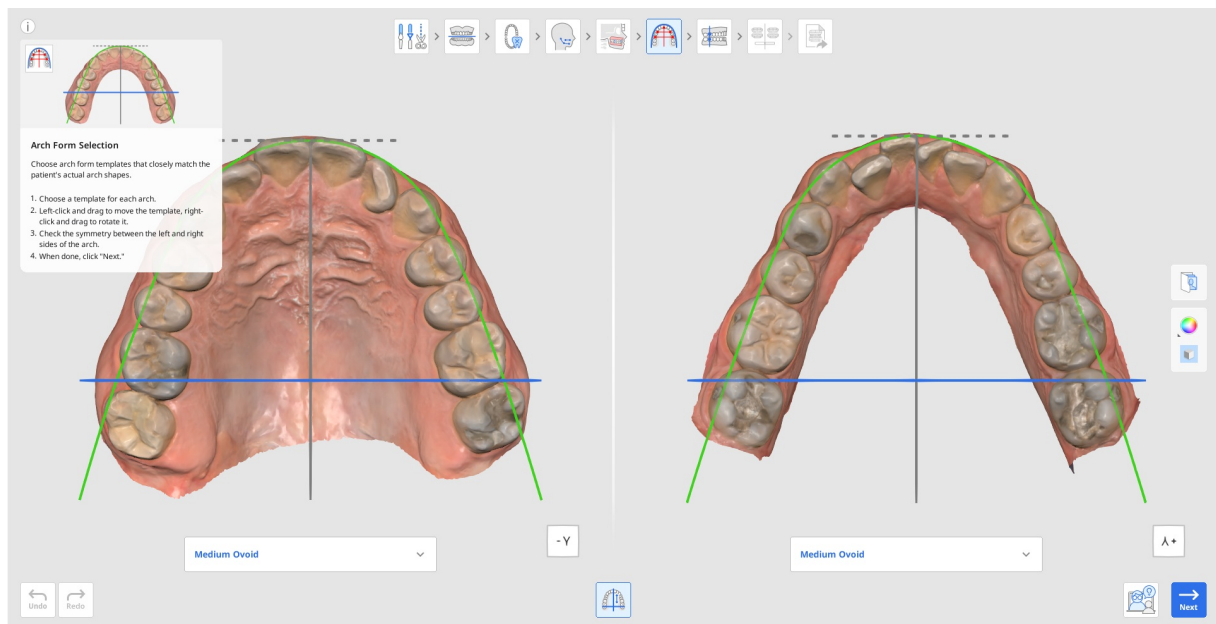 Arch Form Selection
Choose arch form templates that closely match the
patient's actual arch shapes.
1. Choose a template for each arch.
2. Left-click and drag to move the template, right-
click and drag to rotate it.
3. Check the symmetry between the left and right
sides of the arch.
4. When done, click "Next."
Medium Ovoid
- Y
Medium Ovoid
⅄ +
Undo
Redo
Next